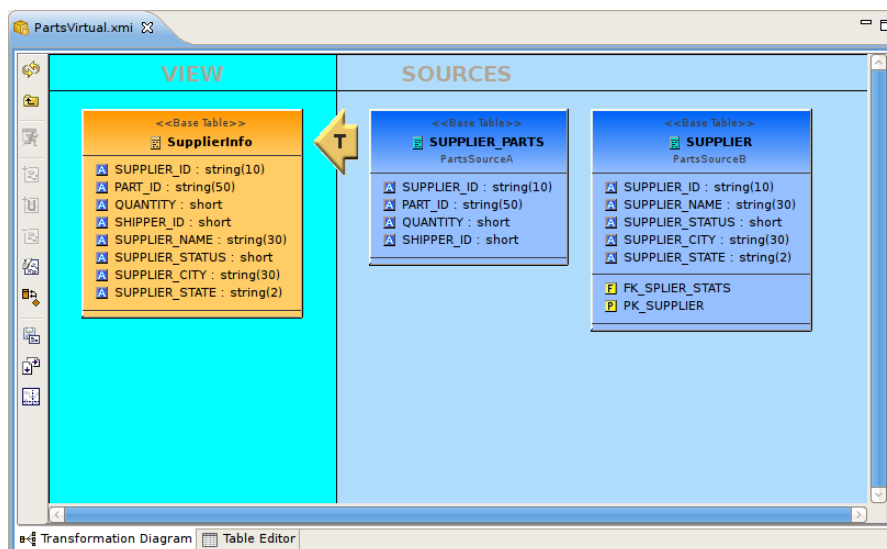 PartsVirtual.xmi
VIEW
SOURCES
<<Base Table>>
SupplierInfo
SUPPLIER_ID : string(10)
PART_ID : string(50)
QUANTITY : short
SHIPPER_ID : short
SUPPLIER_NAME : string(30)
SUPPLIER_STATUS : short
SUPPLIER_CITY : string(30)
SUPPLIER_STATE : string(2)
T
<<Base Table>>
SUPPLIER_PARTS
PartsSourceA
SUPPLIER_ID : string(10)
PART_ID : string(50)
QUANTITY : short
SHIPPER_ID : short
<<Base Table>>
SUPPLIER
PartsSourceB
SUPPLIER_ID : string(10)
SUPPLIER_NAME : string(30)
SUPPLIER_STATUS : short
SUPPLIER_CITY : string(30)
SUPPLIER_STATE : string(2)
FK_SPLIER_STATS
PK_SUPPLIER
Transformation Diagram
Table Editor